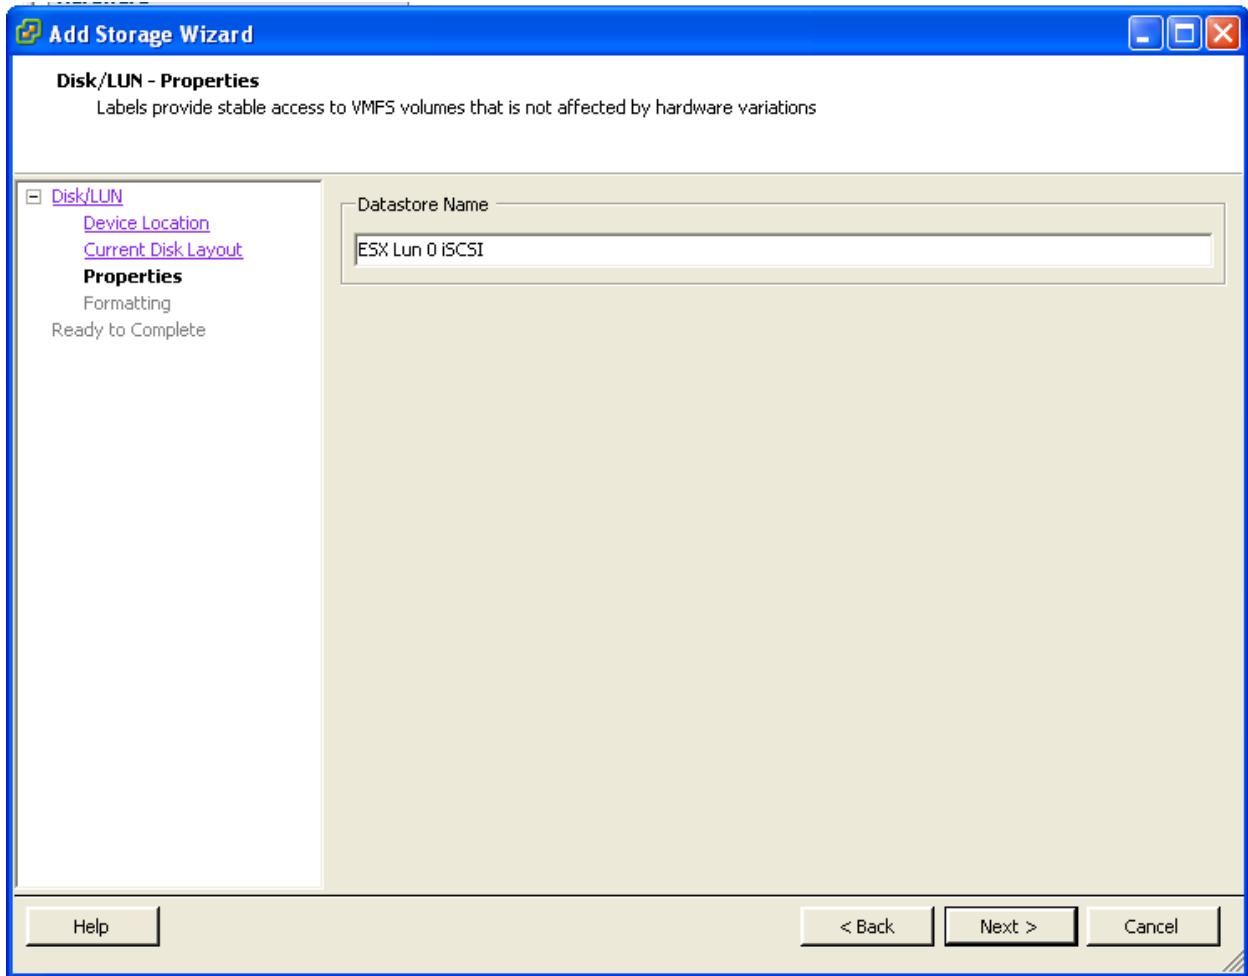 Add Storage Wizard
Disk/LUN - Properties
Labels provide stable access to VMFS volumes that is not affected by hardware variations
Disk/LUN
Device Location
Current Disk Layout
Properties
Formatting
Ready to Complete
Datastore Name
ESX Lun 0 iSCSI
Help
< Back
Next >
Cancel